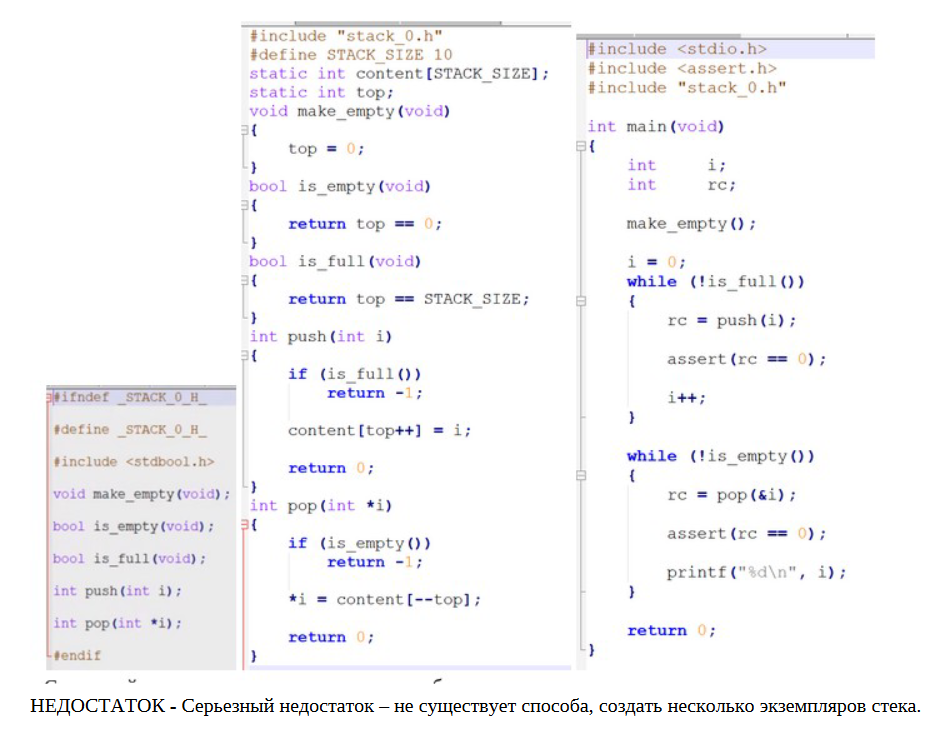 #ifndef _STACK_0_H_
#define _STACK_0_H_
#include <stdbool.h>
void make_empty(void);
bool is_empty(void);
bool is_full(void);
int push(int i);
int pop(int *i);
#endif
#include "stack_0.h"
#define STACK_SIZE 10
static int content[STACK_SIZE];
static int top;
void make_empty(void)
{
top = 0;
}
bool is_empty(void)
{
return top == 0;
}
bool is_full(void)
{
return top == STACK_SIZE;
}
int push(int i)
{
if (is_full())
return -1;
content[top++] = i;
return 0;
}
int pop(int *i)
{
if (is_empty())
return -1;
*i = content[--top];
return 0;
}
#include <stdio.h>
#include <assert.h>
#include "stack_0.h"
int main(void)
{
int i;
int rc;
make_empty();
i = 0;
while (!is_full())
{
rc = push(i);
assert(rc == 0);
i++;
}
while (!is_empty())
{
rc = pop(&i);
assert(rc == 0);
printf("%d\n", i);
}
return 0;
}
НЕДОСТАТОК - Серьезный недостаток – не существует способа, создать несколько экземпляров стека.